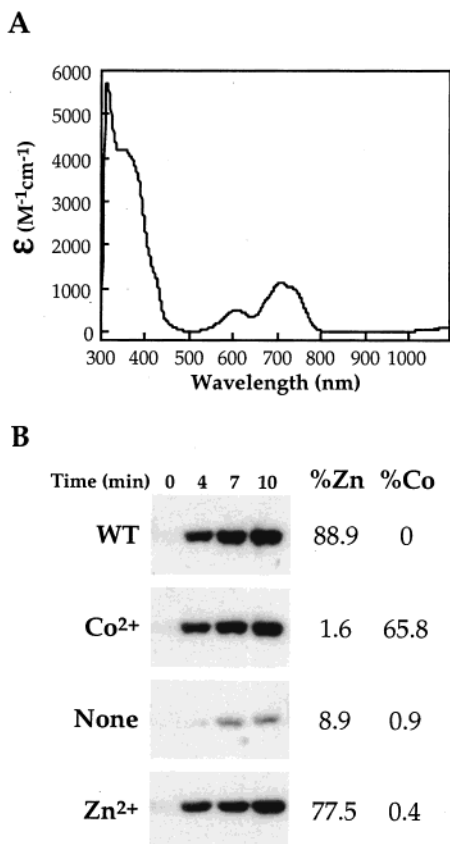 A
6000
5000
4000
3000
2000
1000
0
ε (M-1cm-1)
300 400 500 600 700 800 900 1000
Wavelength (nm)
B
Time (min) 0 4 7 10 %Zn %Co
WT 88.9 0
Co2+ 1.6 65.8
None 8.9 0.9
Zn2+ 77.5 0.4